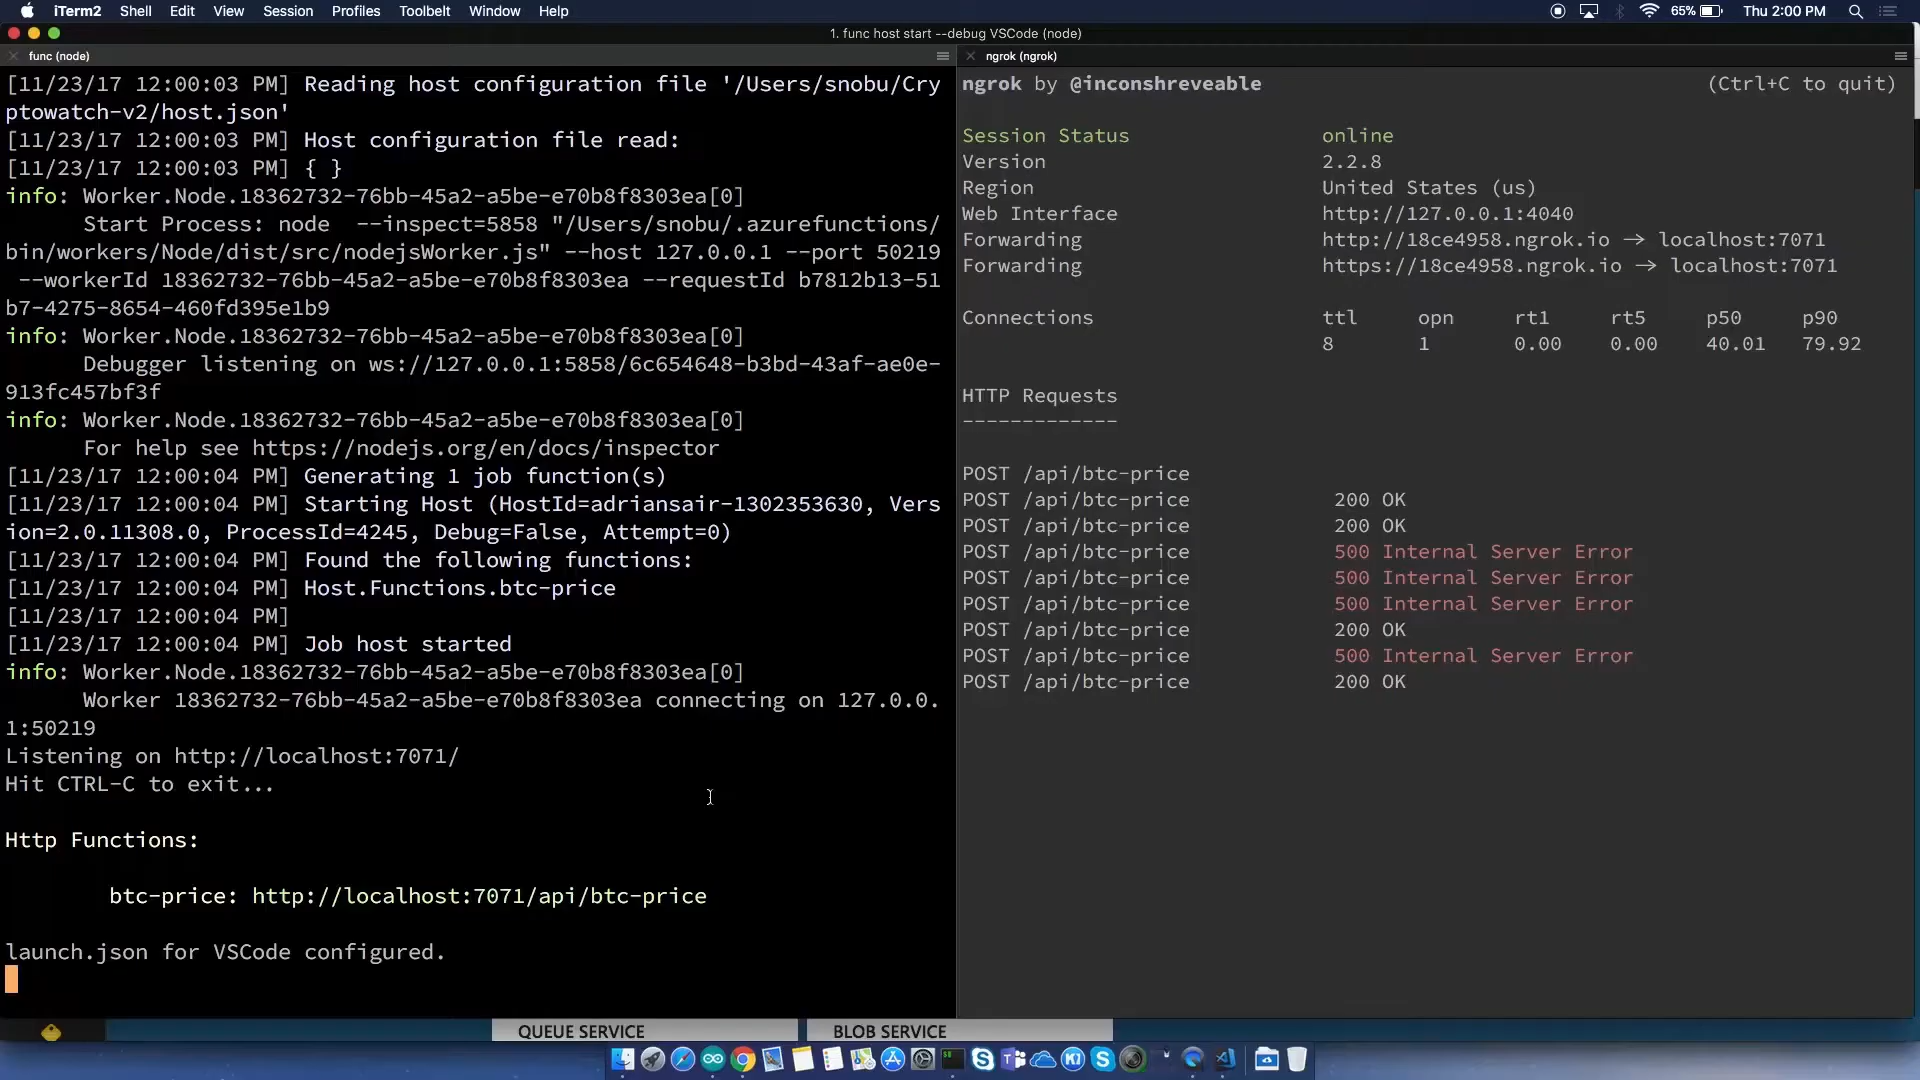 iTerm2 Shell Edit View Session Profiles Toolbelt Window Help 65% Thu 2:00 PM
1. func host start --debug VSCode (node)
func (node)
[11/23/17 12:00:03 PM] Reading host configuration file '/Users/snobu/Cry
ptowatch-v2/host.json'
[11/23/17 12:00:03 PM] Host configuration file read:
[11/23/17 12:00:03 PM] { }
info: Worker.Node.18362732-76bb-45a2-a5be-e70b8f8303ea[0]
Start Process: node  --inspect=5858 "/Users/snobu/.azurefunctions/
bin/workers/Node/dist/src/nodejsWorker.js" --host 127.0.0.1 --port 50219
--workerId 18362732-76bb-45a2-a5be-e70b8f8303ea --requestId b7812b13-51
b7-4275-8654-460fd395e1b9
info: Worker.Node.18362732-76bb-45a2-a5be-e70b8f8303ea[0]
Debugger listening on ws://127.0.0.1:5858/6c654648-b3bd-43af-ae0e-
913fc457bf3f
info: Worker.Node.18362732-76bb-45a2-a5be-e70b8f8303ea[0]
For help see https://nodejs.org/en/docs/inspector
[11/23/17 12:00:04 PM] Generating 1 job function(s)
[11/23/17 12:00:04 PM] Starting Host (HostId=adriansair-1302353630, Vers
ion=2.0.11308.0, ProcessId=4245, Debug=False, Attempt=0)
[11/23/17 12:00:04 PM] Found the following functions:
[11/23/17 12:00:04 PM] Host.Functions.btc-price
[11/23/17 12:00:04 PM]
[11/23/17 12:00:04 PM] Job host started
info: Worker.Node.18362732-76bb-45a2-a5be-e70b8f8303ea[0]
Worker 18362732-76bb-45a2-a5be-e70b8f8303ea connecting on 127.0.0.
1:50219
Listening on http://localhost:7071/
Hit CTRL-C to exit...
Http Functions:
btc-price: http://localhost:7071/api/btc-price
launch.json for VSCode configured.
ngrok (ngrok)
ngrok by @inconshreveable (Ctrl+C to quit)
Session Status online
Version 2.2.8
Region United States (us)
Web Interface http://127.0.0.1:4040
Forwarding http://18ce4958.ngrok.io → localhost:7071
Forwarding https://18ce4958.ngrok.io → localhost:7071
Connections ttl opn rt1 rt5 p50 p90
8 1 0.00 0.00 40.01 79.92
HTTP Requests
-------------
POST /api/btc-price
POST /api/btc-price 200 OK
POST /api/btc-price 200 OK
POST /api/btc-price 500 Internal Server Error
POST /api/btc-price 500 Internal Server Error
POST /api/btc-price 500 Internal Server Error
POST /api/btc-price 200 OK
POST /api/btc-price 500 Internal Server Error
POST /api/btc-price 200 OK
QUEUE SERVICE
BLOB SERVICE